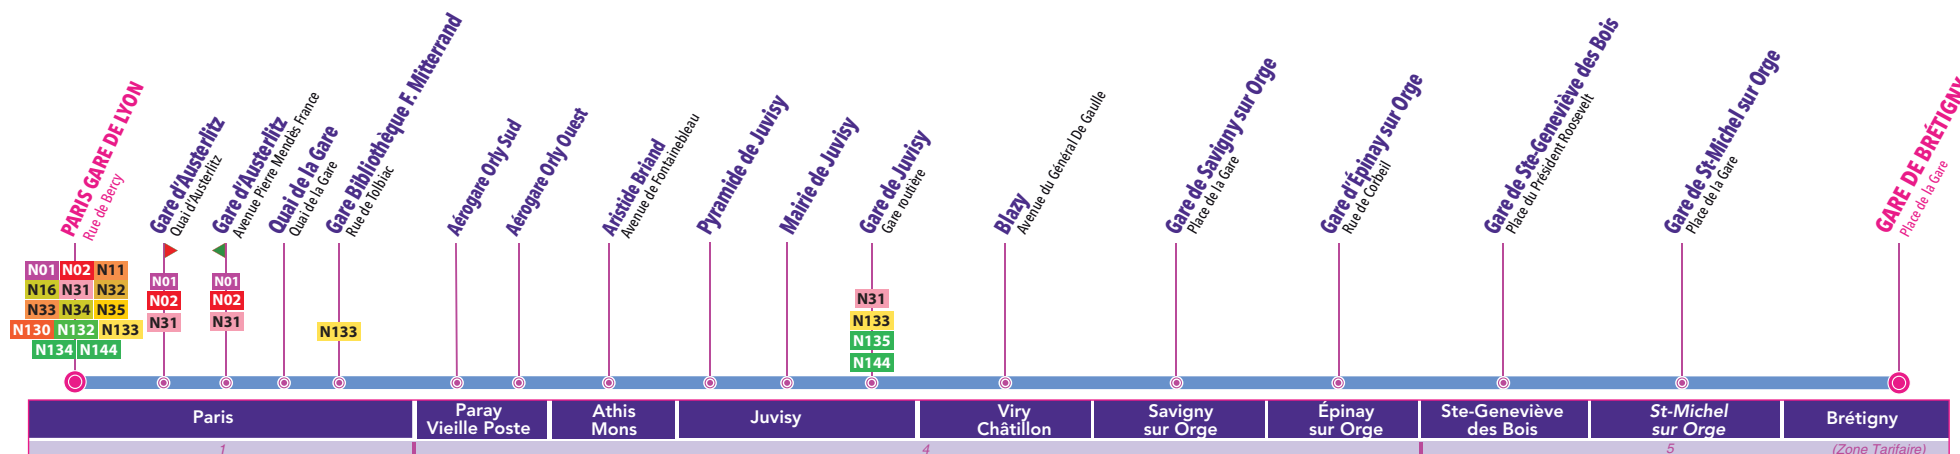 PARIS GARE DE LYON
Rue de Bercy
Gare d'Austerlitz
Quai d'Austerlitz
Gare d'Austerlitz
Avenue Pierre Mendès France
Quai de la Gare
Quai de la Gare
Gare Bibliothèque F. Mitterrand
Rue de Tolbiac
Aérogare Orly Sud
Aérogare Orly Ouest
Aristide Briand
Avenue de Fontainebleau
Pyramide de Juvisy
Mairie de Juvisy
Gare de Juvisy
Gare routière
Blazy
Avenue du Général De Gaulle
Gare de Savigny sur Orge
Place de la Gare
Gare d'Épinay sur Orge
Rue de Corbeil
Gare de Ste-Geneviève des Bois
Place du Président Roosevelt
Gare de St-Michel sur Orge
Place de la Gare
GARE DE BRÉTIGNY
Place de la Gare
N01 N02 N11
N16 N31 N32
N33 N34 N35
N130 N132 N133
N134 N144
N01
N02
N31
N01
N02
N31
N133
N31
N133
N135
N144
Paris
Paray
Vieille Poste
Athis
Mons
Juvisy
Viry
Châtillon
Savigny
sur Orge
Épinay
sur Orge
Ste-Geneviève
des Bois
St-Michel
sur Orge
Brétigny
1
4
5
(Zone Tarifaire)